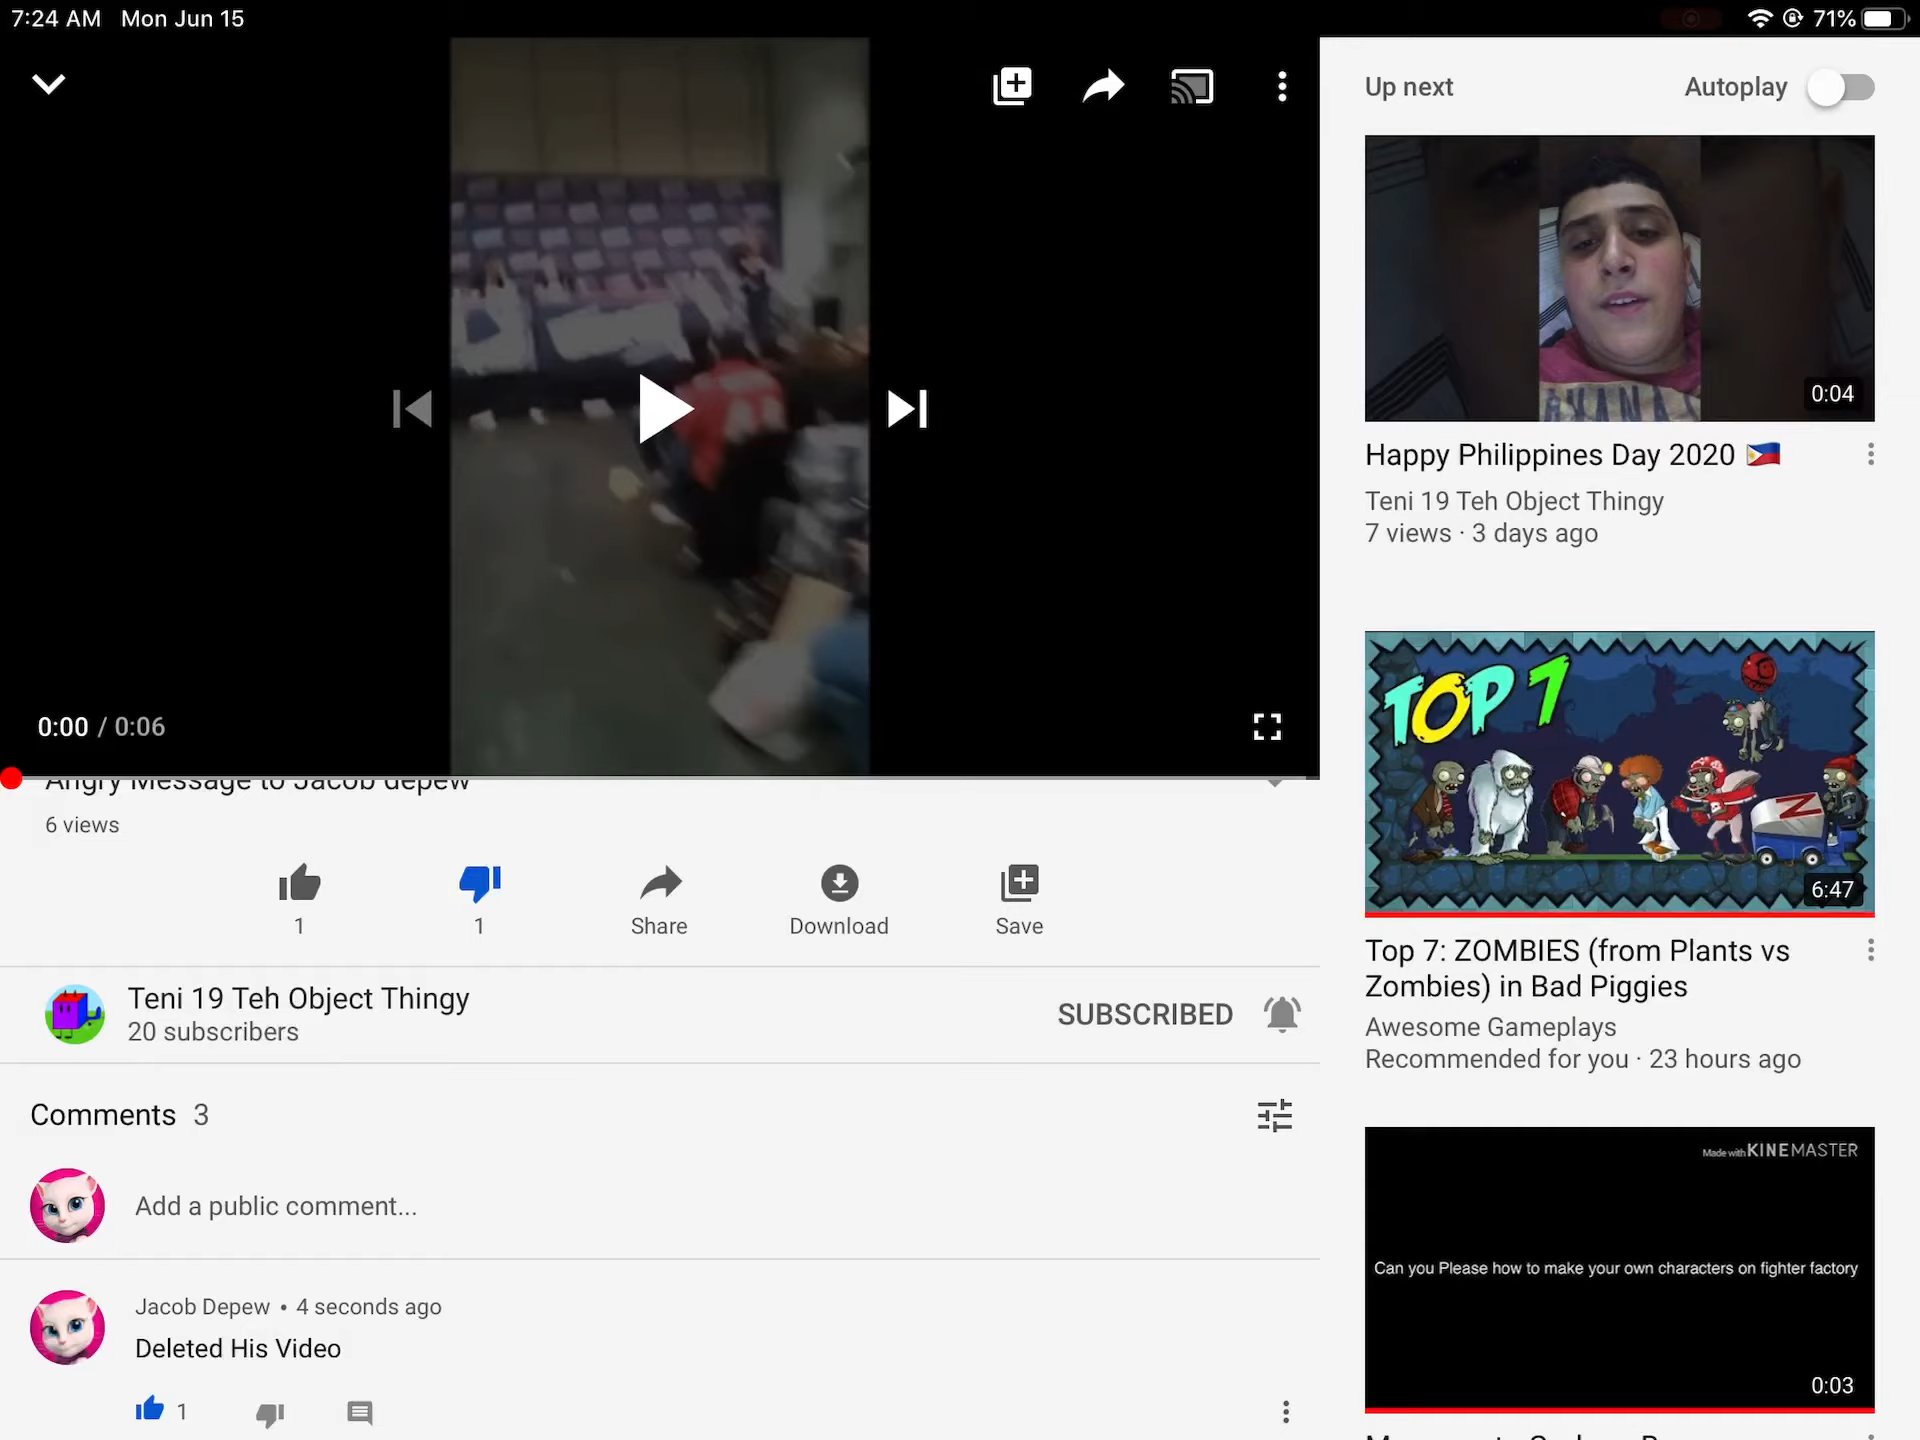 7:24 AM Mon Jun 15
71%
0:00 / 0:06
Angry Message to Jacob depew
6 views
1
1
Share
Download
Save
Teni 19 Teh Object Thingy
20 subscribers
SUBSCRIBED
Comments 3
Add a public comment...
Jacob Depew • 4 seconds ago
Deleted His Video
1
Up next
Autoplay
0:04
Happy Philippines Day 2020 🇵🇭
Teni 19 Teh Object Thingy
7 views · 3 days ago
TOP 7
6:47
Top 7: ZOMBIES (from Plants vs
Zombies) in Bad Piggies
Awesome Gameplays
Recommended for you · 23 hours ago
Made with KINEMASTER
Can you Please how to make your own characters on fighter factory
0:03